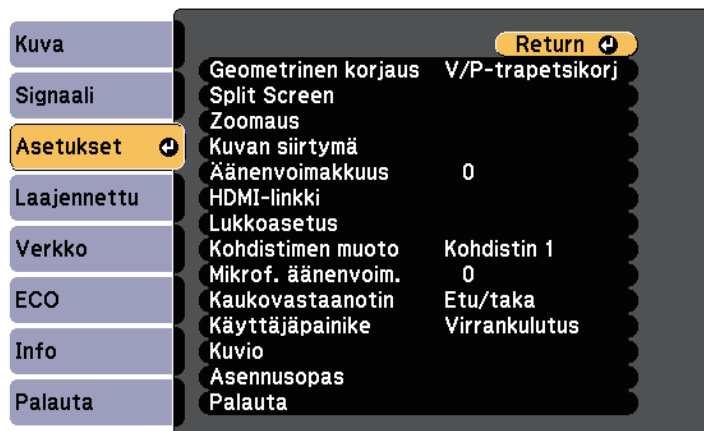 Kuva
Signaali
Asetukset
Laajennettu
Verkko
ECO
Info
Palauta
Return
Geometrinen korjaus V/P-trapetsikorj
Split Screen
Zoomaus
Kuvan siirtymä
Äänenvoimakkuus 0
HDMI-linkki
Lukkoasetus
Kohdistimen muoto Kohdistin 1
Mikrof. äänenvoim. 0
Kaukovastaanotin Etu/taka
Käyttäjäpainike Virrankulutus
Kuvio
Asennusopas
Palauta